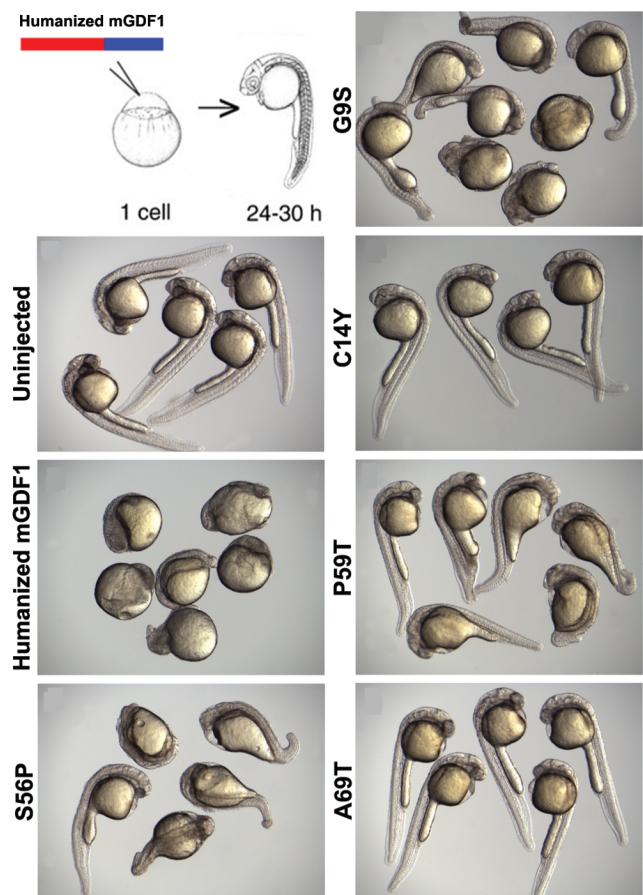 Humanized mGDF1
1 cell
24-30 h
G9S
Uninjected
C14Y
Humanized mGDF1
P59T
S56P
A69T